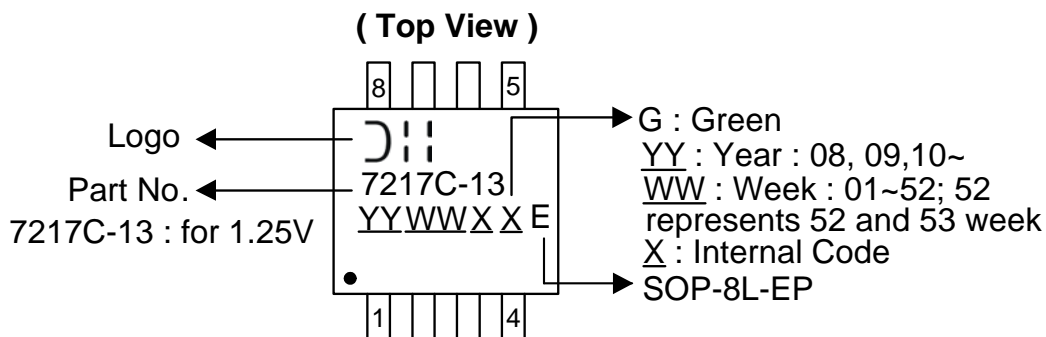 ( Top View )
8 5
Logo
Part No.
7217C-13 : for 1.25V
7217C-13
YYWWX X E
1 4
G : Green
YY : Year : 08, 09,10~
WW : Week : 01~52; 52
represents 52 and 53 week
X : Internal Code
SOP-8L-EP